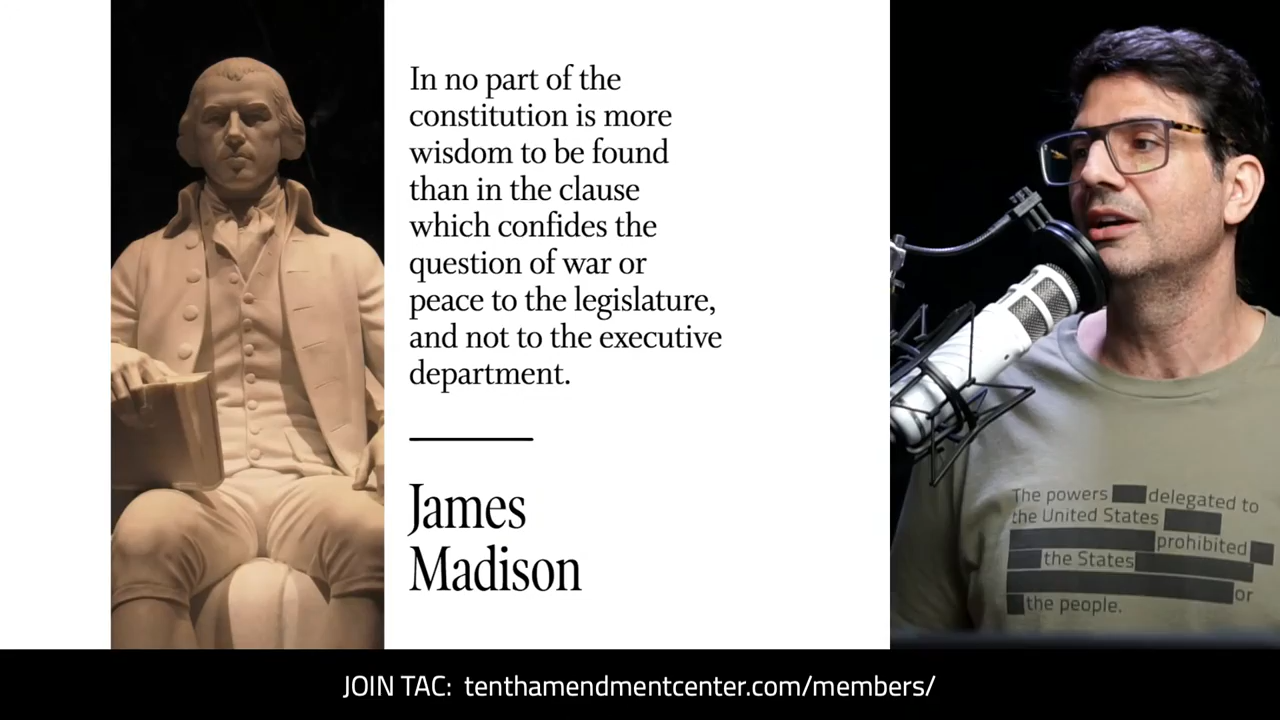 In no part of the
constitution is more
wisdom to be found
than in the clause
which confides the
question of war or
peace to the legislature,
and not to the executive
department.
James
Madison
The powers delegated to
the United States
prohibited
the States
or
the people.
JOIN TAC: tenthamendmentcenter.com/members/